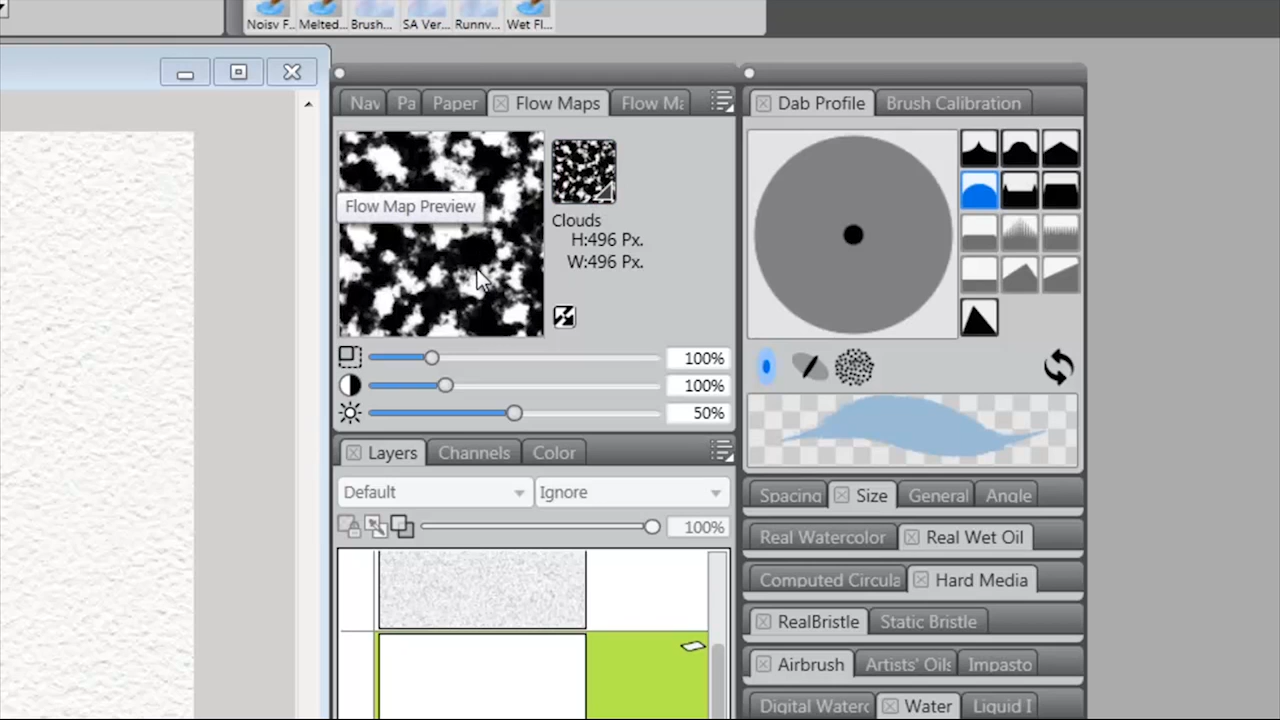 Noisy F... Melted... Brush... SA Ver... Runny... Wet Fl...
Nav Pa Paper Flow Maps Flow Ma
Flow Map Preview
Clouds
H:496 Px.
W:496 Px.
100%
100%
50%
Layers Channels Color
Default Ignore
100%
Dab Profile Brush Calibration
Spacing Size General Angle
Real Watercolor Real Wet Oil
Computed Circula Hard Media
RealBristle Static Bristle
Airbrush Artists' Oils Impasto
Digital Waterc Water Liquid I